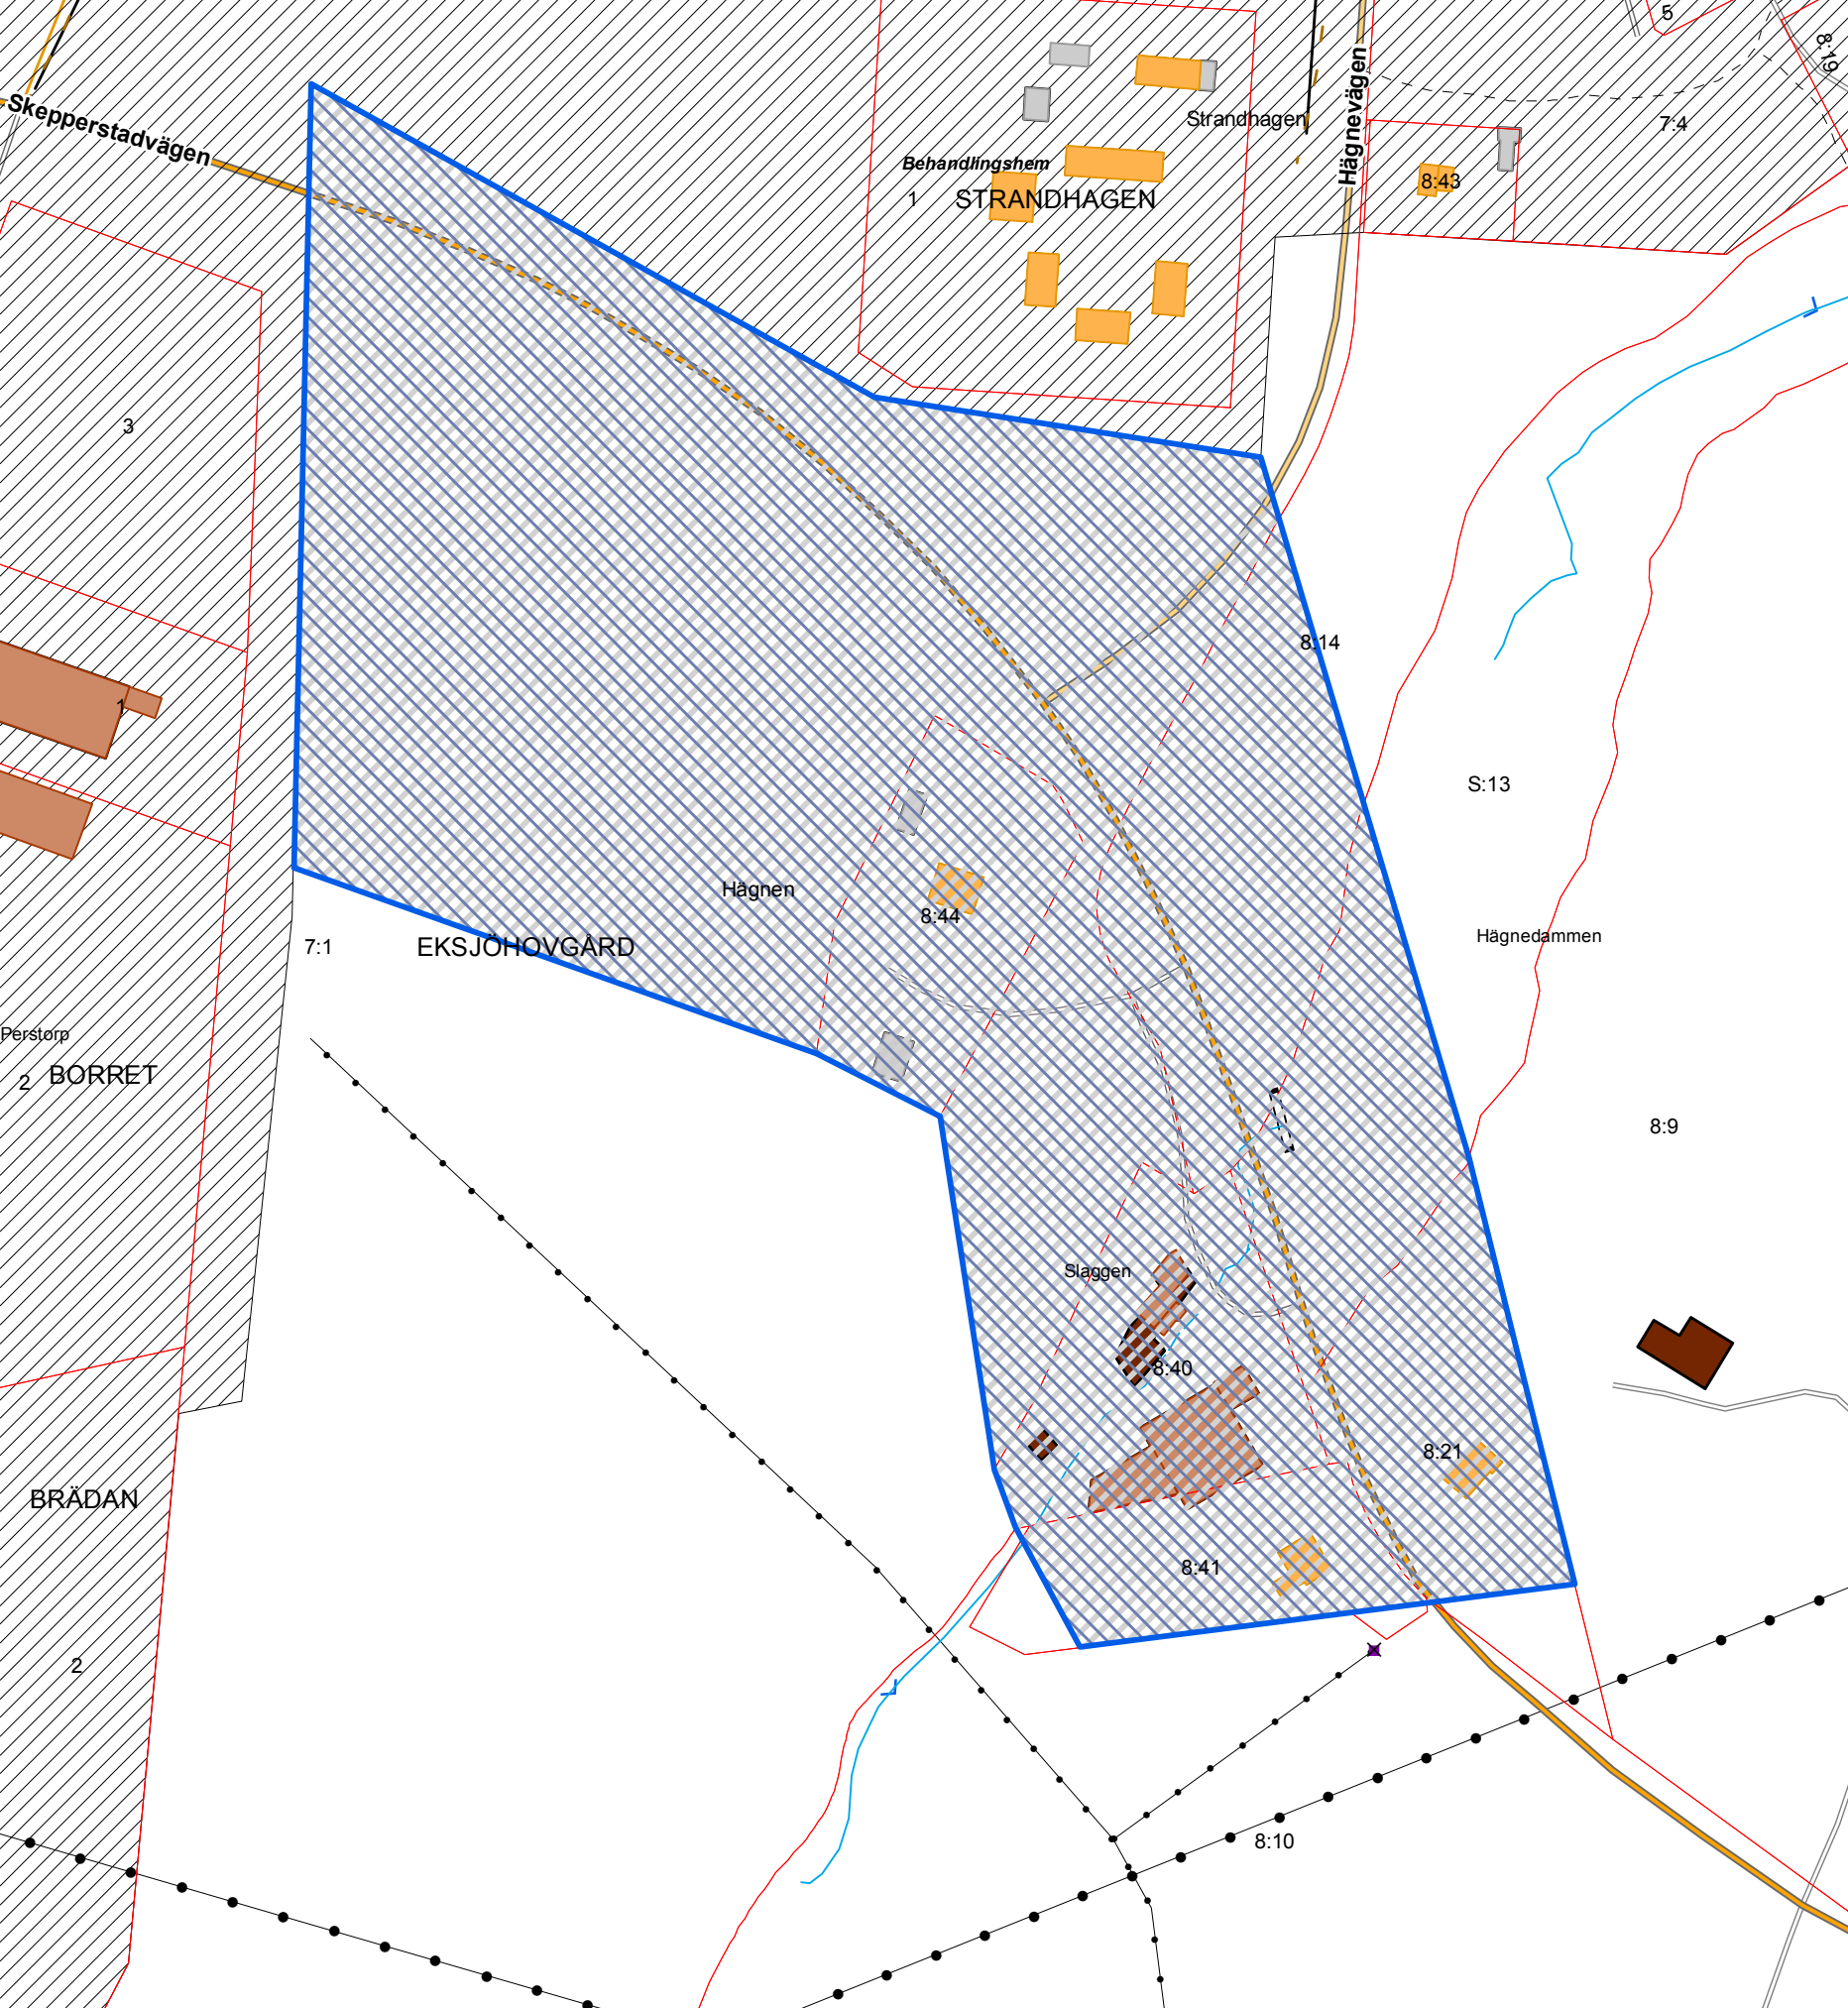 5
8:19
Skepperstadvägen
Hägnevägen
Strandhagen
7:4
Behandlingshem
8:43
1
STRANDHAGEN
3
8:14
1
S:13
Hägnen
8:44
Hägnedammen
7:1
EKSJÖHOVGÅRD
Perstorp
2
BORRET
8:9
Slaggen
8:40
8:21
BRÄDAN
8:41
2
8:10